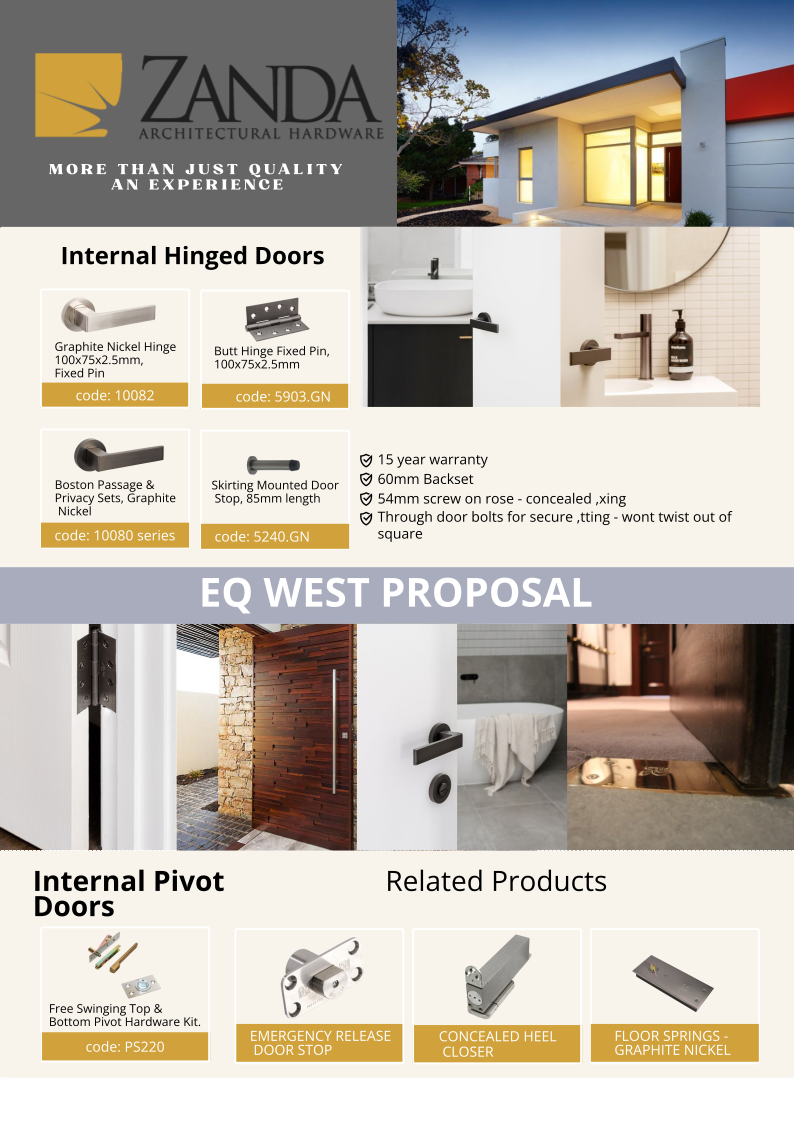 ZANDA
ARCHITECTURAL HARDWARE
MORE THAN JUST QUALITY
AN EXPERIENCE
Internal Hinged Doors
Graphite Nickel Hinge
100x75x2.5mm,
Fixed Pin
code: 10082
Butt Hinge Fixed Pin,
100x75x2.5mm
code: 5903.GN
Boston Passage &
Privacy Sets, Graphite
Nickel
code: 10080 series
Skirting Mounted Door
Stop, 85mm length
code: 5240.GN
15 year warranty
60mm Backset
54mm screw on rose - concealed ,xing
Through door bolts for secure ,tting - wont twist out of
square
EQ WEST PROPOSAL
Internal Pivot
Doors
Related Products
Free Swinging Top &
Bottom Pivot Hardware Kit.
code: PS220
EMERGENCY RELEASE
DOOR STOP
CONCEALED HEEL
CLOSER
FLOOR SPRINGS -
GRAPHITE NICKEL